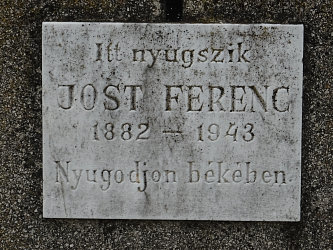 Itt nyugszik
JOST FERENC
1882 — 1943
Nyugodjon békében